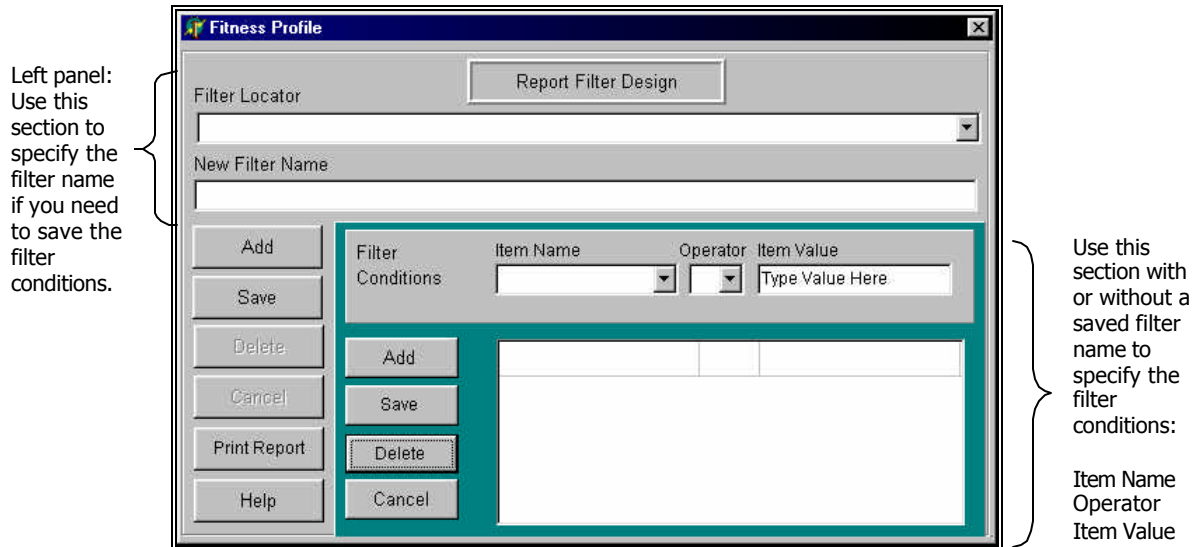 Fitness Profile
Left panel:
Use this
section to
specify the
filter name
if you need
to save the
filter
conditions.
Report Filter Design
Filter Locator
New Filter Name
Add
Save
Delete
Cancel
Print Report
Help
Filter
Conditions
Item Name Operator Item Value
Type Value Here
Add
Save
Delete
Cancel
Use this
section with
or without a
saved filter
name to
specify the
filter
conditions:
Item Name
Operator
Item Value